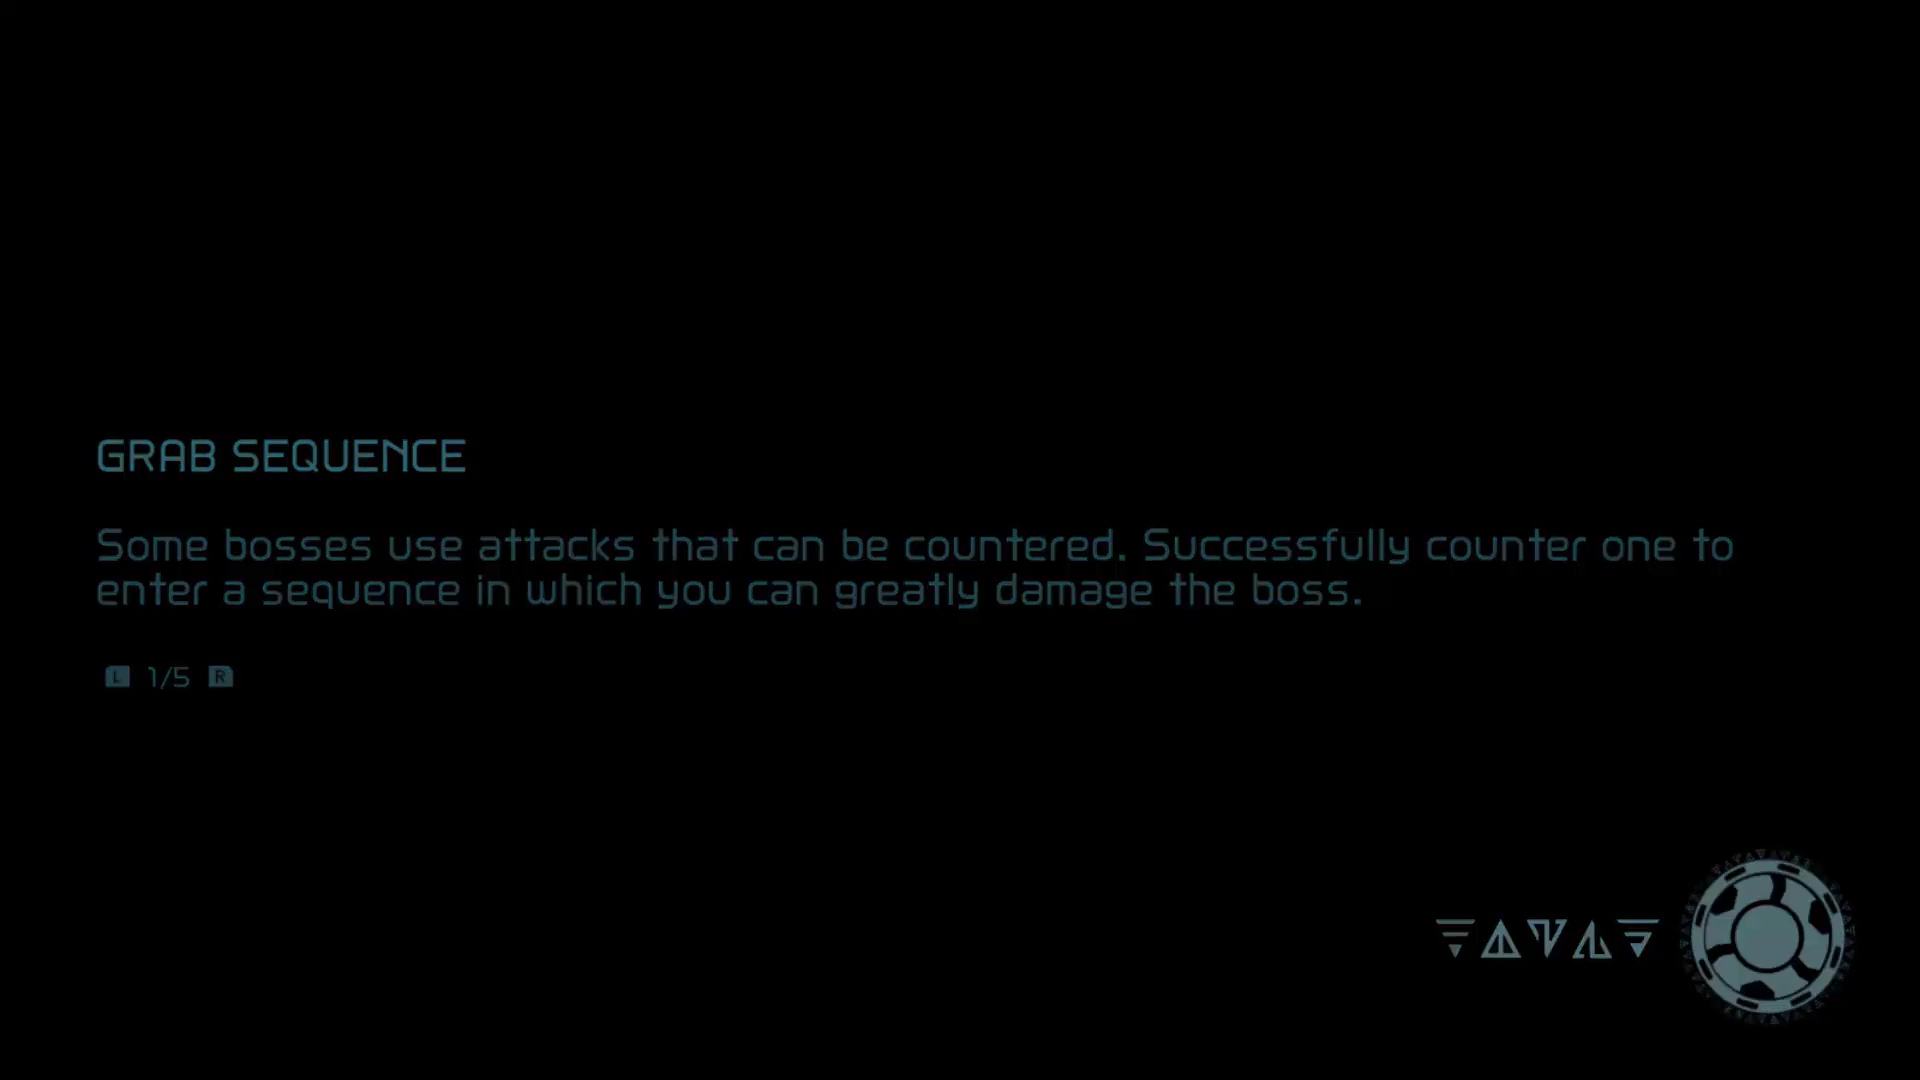 GRAB SEQUENCE
Some bosses use attacks that can be countered. Successfully counter one to
enter a sequence in which you can greatly damage the boss.
L 1/5 R